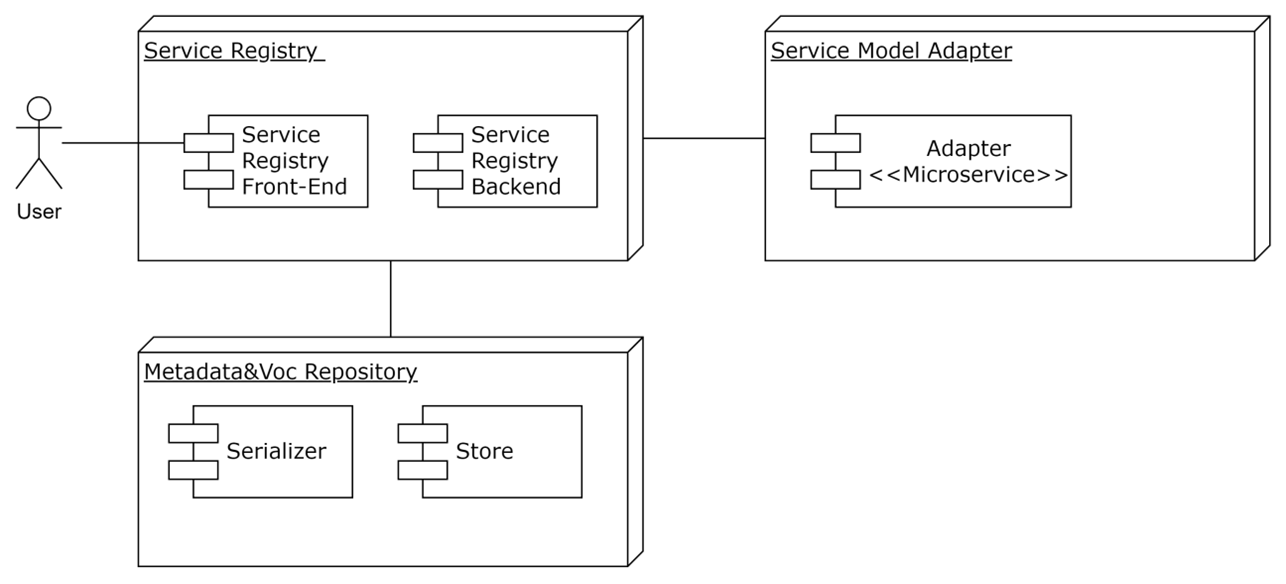 Service Registry
Service Model Adapter
Service
Registry
Front-End
Service
Registry
Backend
Adapter
<<Microservice>>
User
Metadata&Voc Repository
Serializer
Store